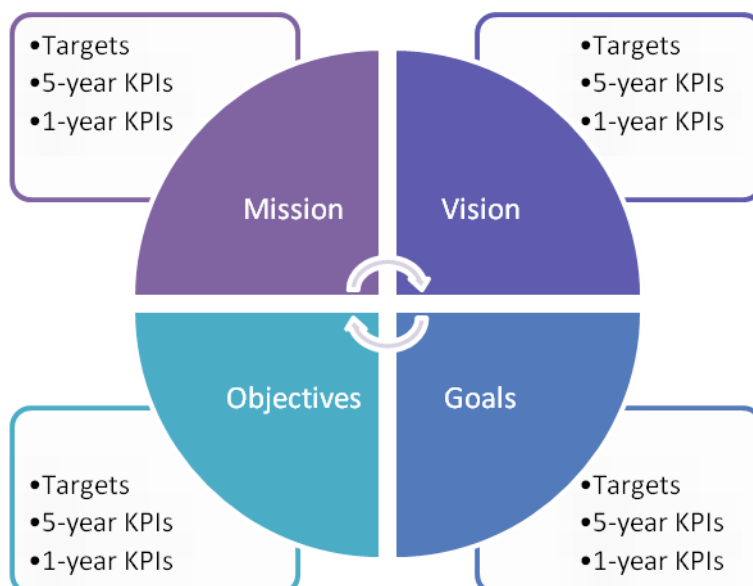 •Targets
•5-year KPIs
•1-year KPIs
•Targets
•5-year KPIs
•1-year KPIs
Mission
Vision
Objectives
Goals
•Targets
•5-year KPIs
•1-year KPIs
•Targets
•5-year KPIs
•1-year KPIs